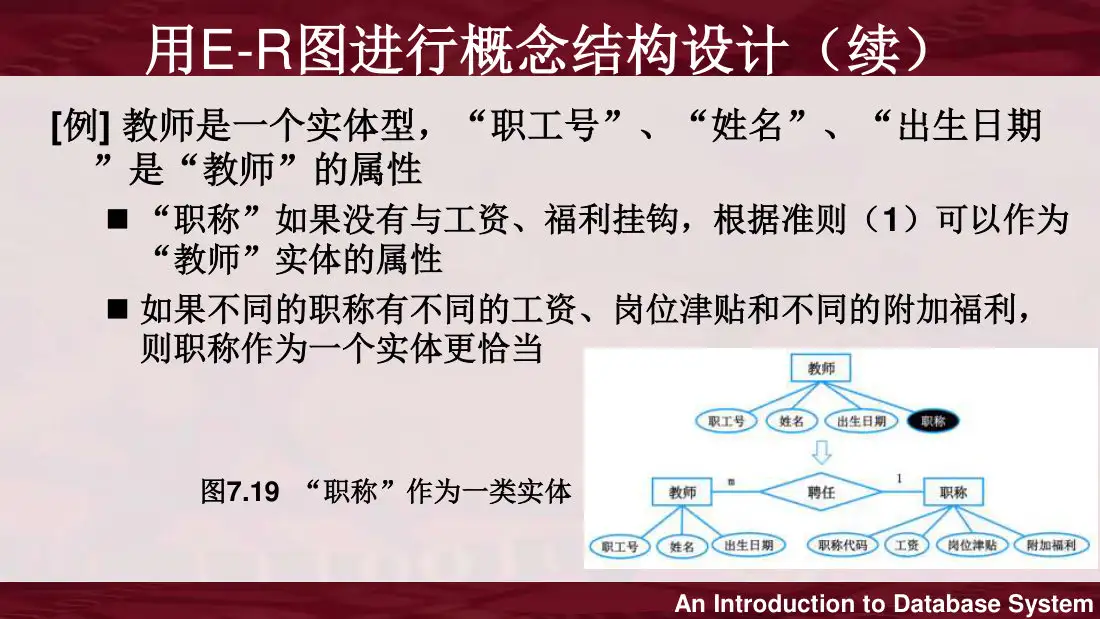 用E-R图进行概念结构设计（续）
[例] 教师是一个实体型，“职工号”、“姓名”、“出生日期
”是“教师”的属性
“职称”如果没有与工资、福利挂钩，根据准则（1）可以作为
“教师”实体的属性
如果不同的职称有不同的工资、岗位津贴和不同的附加福利，
则职称作为一个实体更恰当
教师
职工号 姓名 出生日期 职称
图7.19 “职称”作为一类实体
教师 m 聘任 1 职称
职工号 姓名 出生日期 职称代码 工资 岗位津贴 附加福利
An Introduction to Database System